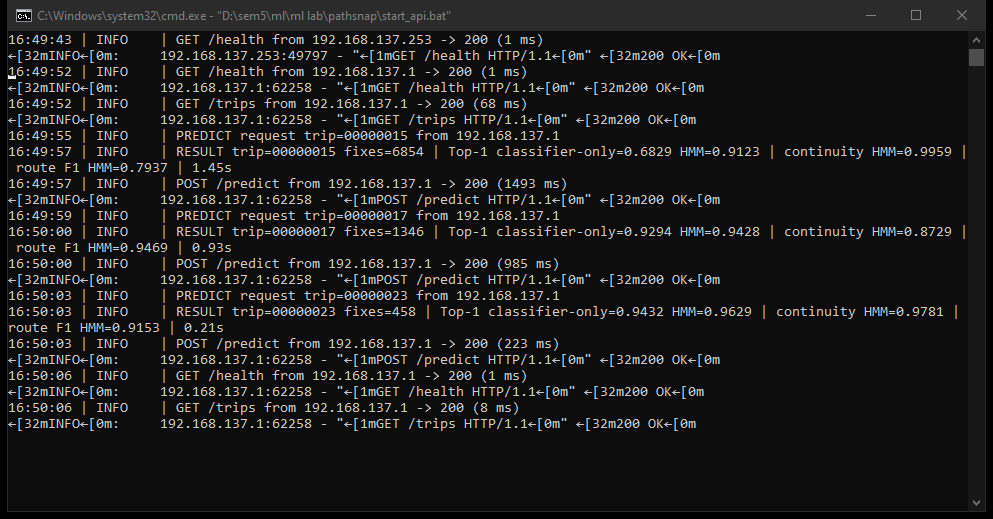 C:\Windows\system32\cmd.exe - "D:\sem5\ml\ml lab\pathsnap\start_api.bat"
16:49:43 | INFO    | GET /health from 192.168.137.253 -> 200 (1 ms)
←[32mINFO←[0m:     192.168.137.253:49797 - "←[1mGET /health HTTP/1.1←[0m" ←[32m200 OK←[0m
16:49:52 | INFO    | GET /health from 192.168.137.1 -> 200 (1 ms)
←[32mINFO←[0m:     192.168.137.1:62258 - "←[1mGET /health HTTP/1.1←[0m" ←[32m200 OK←[0m
16:49:52 | INFO    | GET /trips from 192.168.137.1 -> 200 (68 ms)
←[32mINFO←[0m:     192.168.137.1:62258 - "←[1mGET /trips HTTP/1.1←[0m" ←[32m200 OK←[0m
16:49:55 | INFO    | PREDICT request trip=00000015 from 192.168.137.1
16:49:57 | INFO    | RESULT trip=00000015 fixes=6854 | Top-1 classifier-only=0.6829 HMM=0.9123 | continuity HMM=0.9959 |
 route F1 HMM=0.7937 | 1.45s
16:49:57 | INFO    | POST /predict from 192.168.137.1 -> 200 (1493 ms)
←[32mINFO←[0m:     192.168.137.1:62258 - "←[1mPOST /predict HTTP/1.1←[0m" ←[32m200 OK←[0m
16:49:59 | INFO    | PREDICT request trip=00000017 from 192.168.137.1
16:50:00 | INFO    | RESULT trip=00000017 fixes=1346 | Top-1 classifier-only=0.9294 HMM=0.9428 | continuity HMM=0.8729 |
 route F1 HMM=0.9469 | 0.93s
16:50:00 | INFO    | POST /predict from 192.168.137.1 -> 200 (985 ms)
←[32mINFO←[0m:     192.168.137.1:62258 - "←[1mPOST /predict HTTP/1.1←[0m" ←[32m200 OK←[0m
16:50:03 | INFO    | PREDICT request trip=00000023 from 192.168.137.1
16:50:03 | INFO    | RESULT trip=00000023 fixes=458 | Top-1 classifier-only=0.9432 HMM=0.9629 | continuity HMM=0.9781 |
route F1 HMM=0.9153 | 0.21s
16:50:03 | INFO    | POST /predict from 192.168.137.1 -> 200 (223 ms)
←[32mINFO←[0m:     192.168.137.1:62258 - "←[1mPOST /predict HTTP/1.1←[0m" ←[32m200 OK←[0m
16:50:06 | INFO    | GET /health from 192.168.137.1 -> 200 (1 ms)
←[32mINFO←[0m:     192.168.137.1:62258 - "←[1mGET /health HTTP/1.1←[0m" ←[32m200 OK←[0m
16:50:06 | INFO    | GET /trips from 192.168.137.1 -> 200 (8 ms)
←[32mINFO←[0m:     192.168.137.1:62258 - "←[1mGET /trips HTTP/1.1←[0m" ←[32m200 OK←[0m